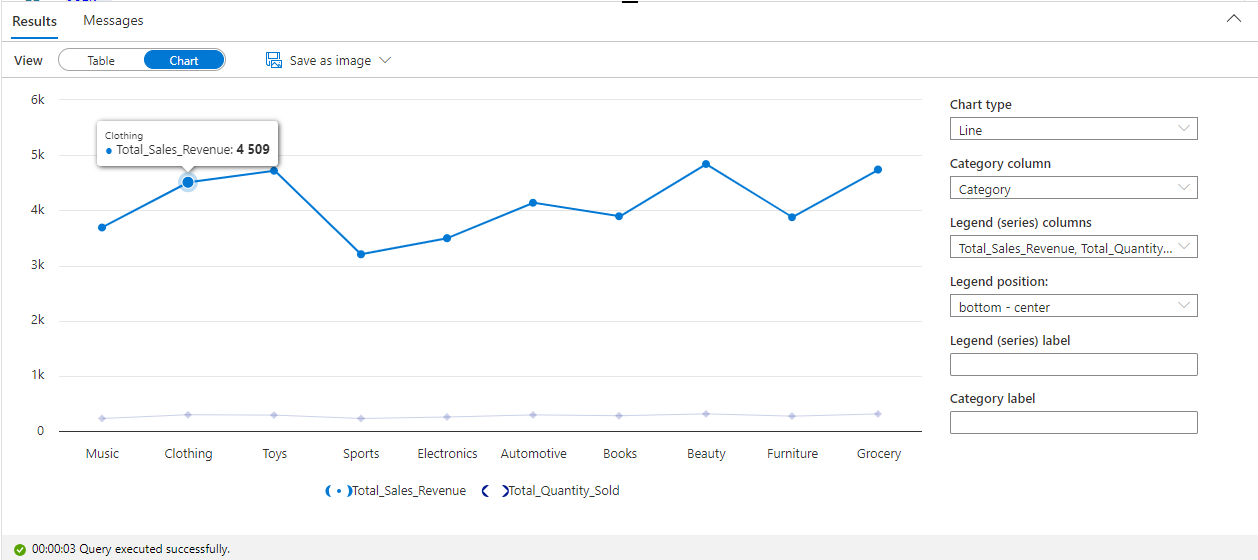 Results Messages
View Table Chart Save as image
6k
5k
4k
3k
2k
1k
0
Clothing
Total_Sales_Revenue: 4 509
Music Clothing Toys Sports Electronics Automotive Books Beauty Furniture Grocery
Total_Sales_Revenue Total_Quantity_Sold
Chart type
Line
Category column
Category
Legend (series) columns
Total_Sales_Revenue, Total_Quantity...
Legend position:
bottom - center
Legend (series) label
Category label
00:00:03 Query executed successfully.